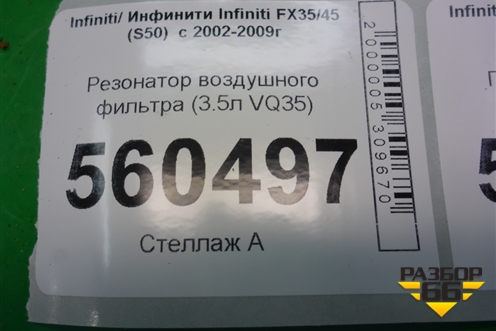 Infiniti/ Инфинити Infiniti FX35/45
(S50) с 2002-2009г
Резонатор воздушного
фильтра (3.5л VQ35)
560497
Стеллаж А
2000005309670
Infinit
РАЗБОР
66